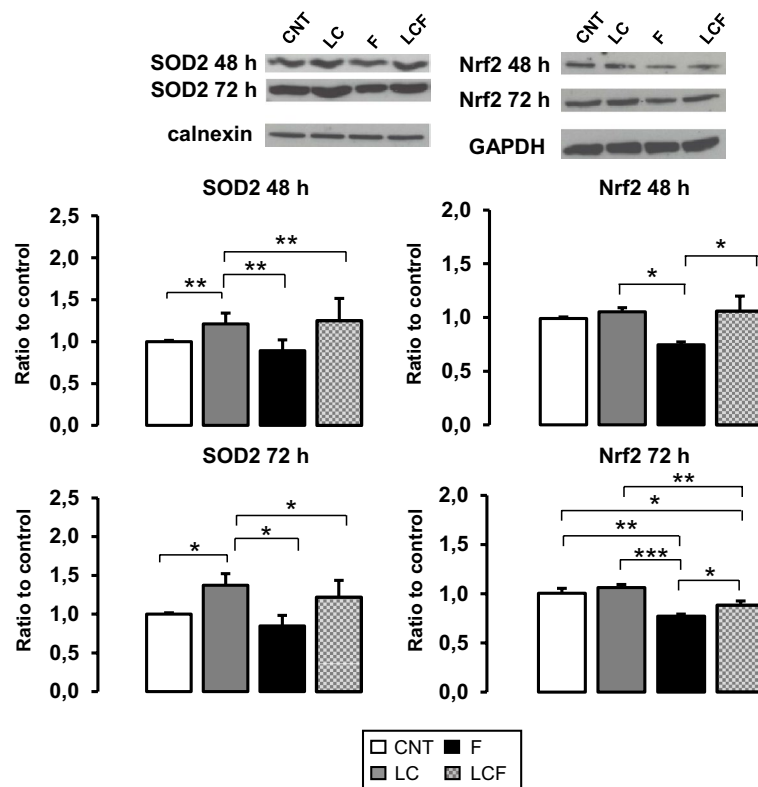 CNT LC F LCF
CNT LC F LCF
SOD2 48 h
SOD2 72 h
calnexin
Nrf2 48 h
Nrf2 72 h
GAPDH
SOD2 48 h
Ratio to control
2,5
2,0
1,5
1,0
0,5
0,0
** ** **
Nrf2 48 h
Ratio to control
2,0
1,5
1,0
0,5
0,0
* *
SOD2 72 h
Ratio to control
2,5
2,0
1,5
1,0
0,5
0,0
* * *
Nrf2 72 h
Ratio to control
2,0
1,5
1,0
0,5
0,0
**
*
**
*** *
CNT F
LC LCF